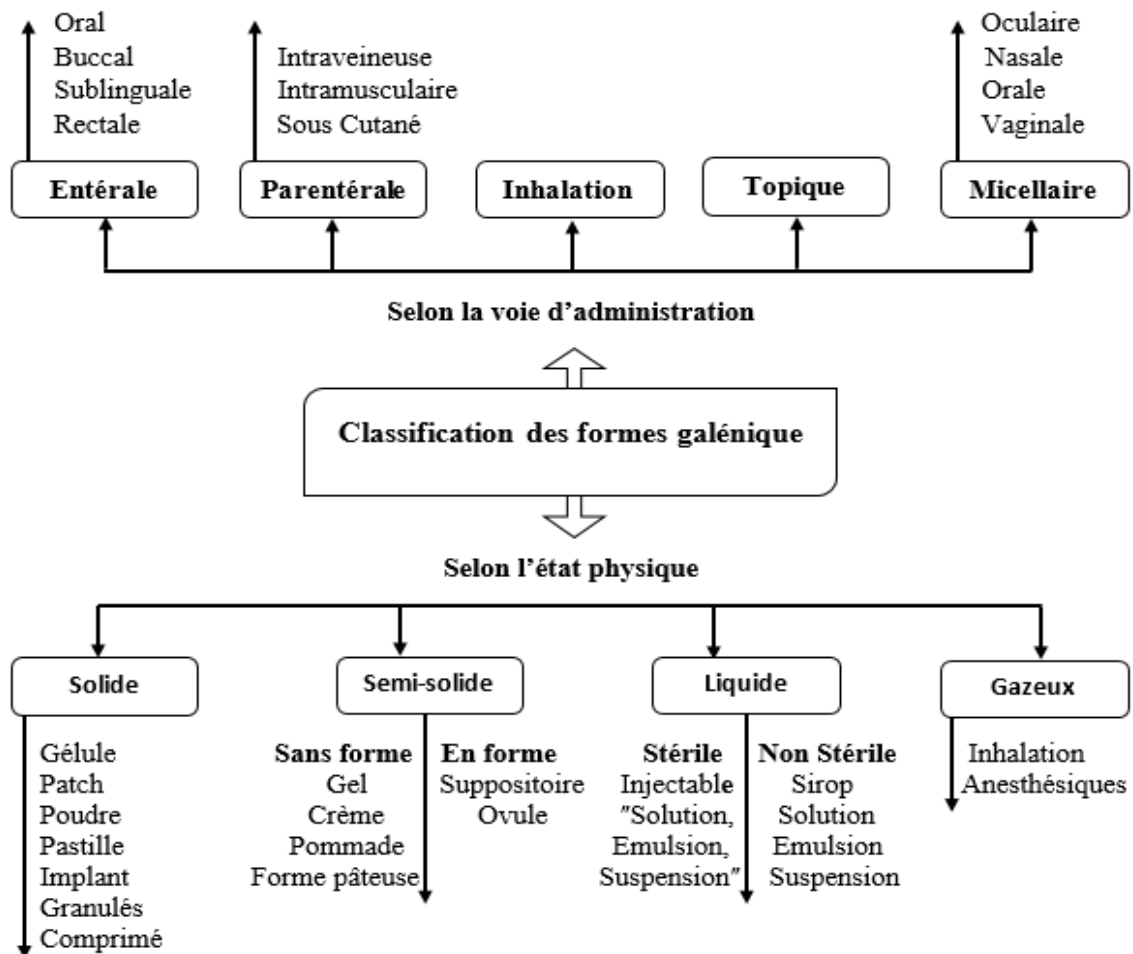 Oral
Buccal
Sublinguale
Rectale
Intraveineuse
Intramusculaire
Sous Cutané
Oculaire
Nasale
Orale
Vaginale
Entérale
Parentérale
Inhalation
Topique
Micellaire
Selon la voie d’administration
Classification des formes galénique
Selon l’état physique
Solide
Semi-solide
Liquide
Gazeux
Gélule
Patch
Poudre
Pastille
Implant
Granulés
Comprimé
Sans forme
Gel
Crème
Pommade
Forme pâteuse
En forme
Suppositoire
Ovule
Stérile
Injectable
"Solution,
Emulsion,
Suspension"
Non Stérile
Sirop
Solution
Emulsion
Suspension
Inhalation
Anesthésiques